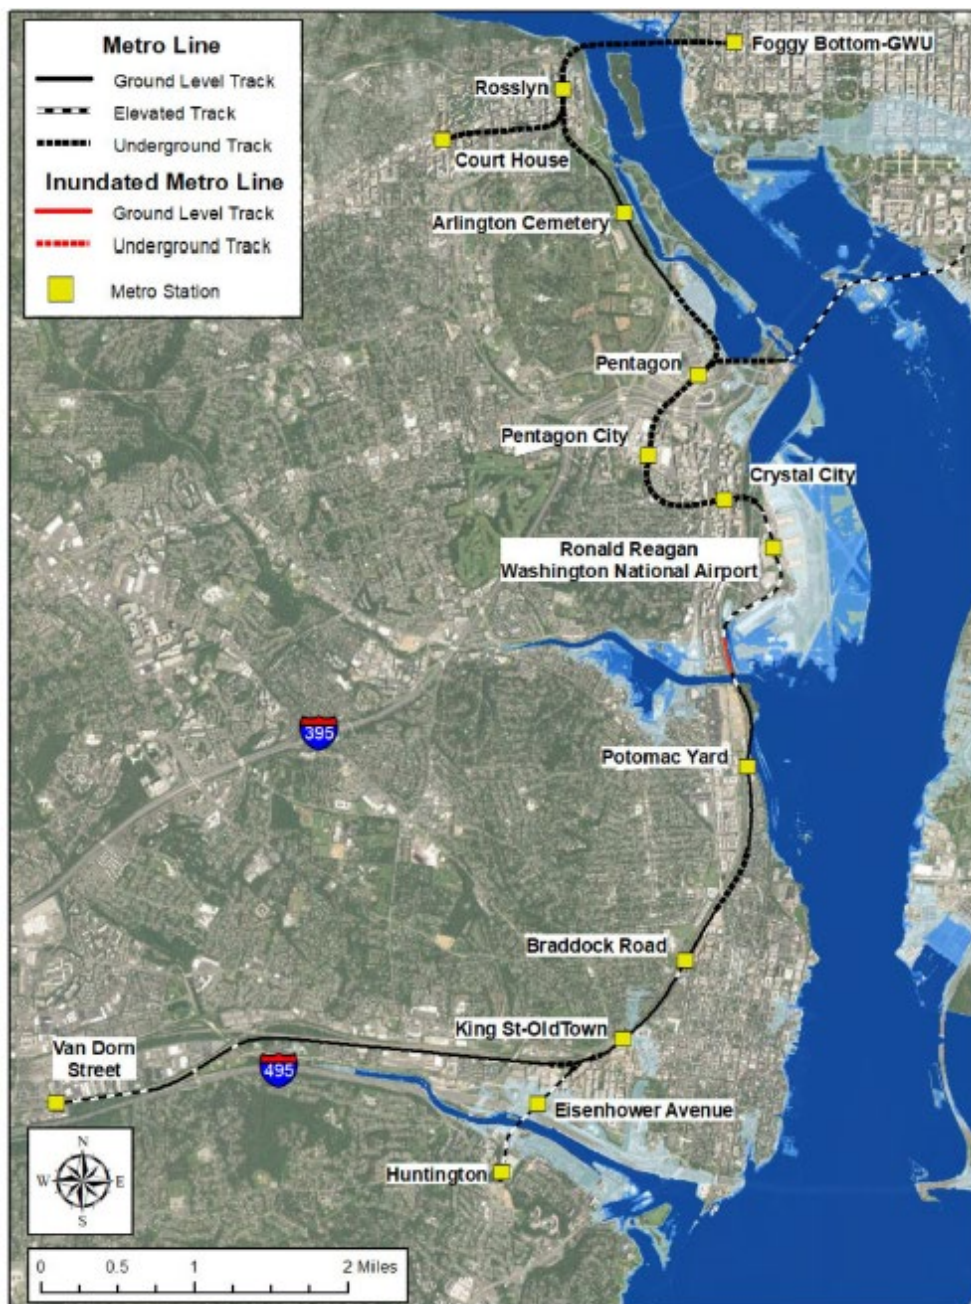 Metro Line
Ground Level Track
Elevated Track
Underground Track
Inundated Metro Line
Ground Level Track
Underground Track
Metro Station
Foggy Bottom-GWU
Rosslyn
Court House
Arlington Cemetery
Pentagon
Pentagon City
Crystal City
Ronald Reagan
Washington National Airport
395
Potomac Yard
Braddock Road
King St-OldTown
Van Dorn
Street
495
Eisenhower Avenue
Huntington
N
W E
S
0 0.5 1 2 Miles